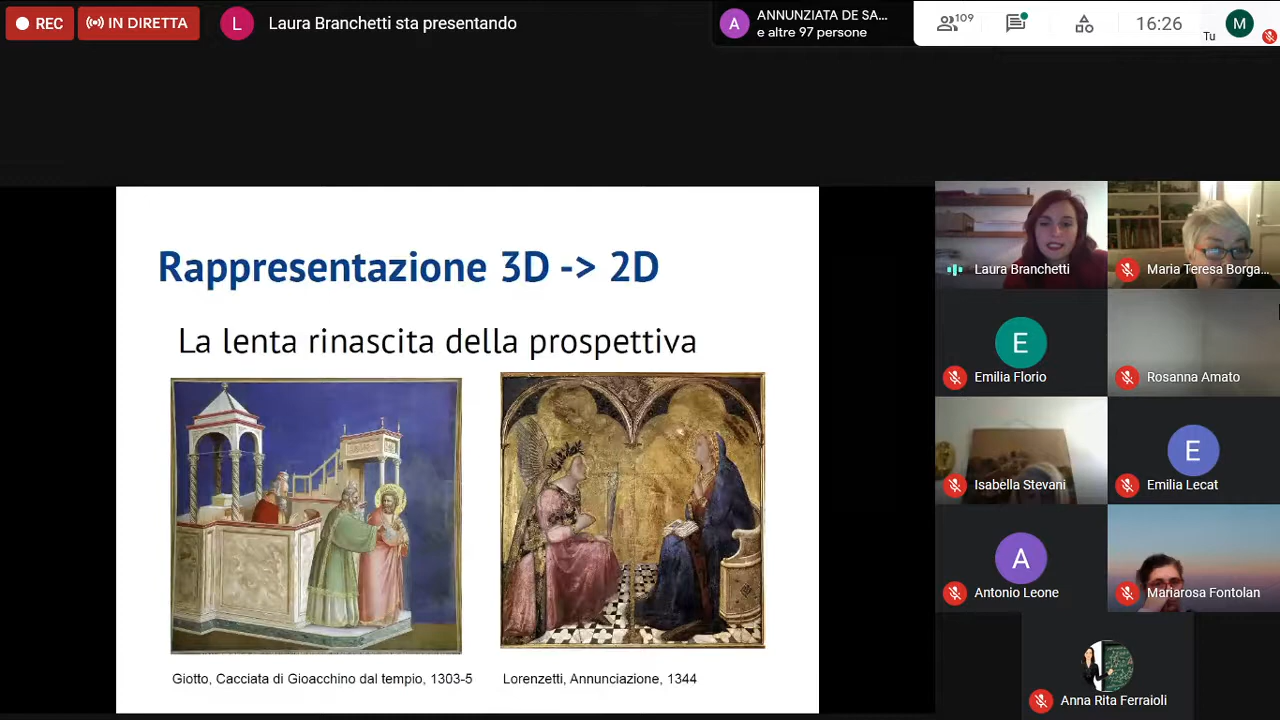 REC
IN DIRETTA
L
Laura Branchetti sta presentando
A
ANNUNZIATA DE SA...
e altre 97 persone
109
16:26
Tu
M
Rappresentazione 3D -> 2D
La lenta rinascita della prospettiva
Giotto, Cacciata di Gioacchino dal tempio, 1303-5
Lorenzetti, Annunciazione, 1344
Laura Branchetti
Maria Teresa Borga...
E
Emilia Florio
Rosanna Amato
Isabella Stevani
E
Emilia Lecat
A
Antonio Leone
Mariarosa Fontolan
Anna Rita Ferraioli